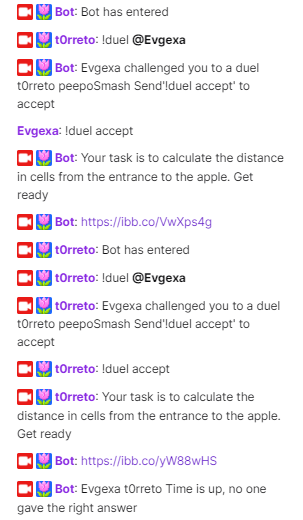 Bot: Bot has entered
t0rreto: !duel @Evgexa
Bot: Evgexa challenged you to a duel
t0rreto peepoSmash Send'!duel accept' to
accept
Evgexa: !duel accept
Bot: Your task is to calculate the distance
in cells from the entrance to the apple. Get
ready
Bot: https://ibb.co/VwXps4g
t0rreto: Bot has entered
t0rreto: !duel @Evgexa
t0rreto: Evgexa challenged you to a duel
t0rreto peepoSmash Send'!duel accept' to
accept
t0rreto: !duel accept
t0rreto: Your task is to calculate the
distance in cells from the entrance to the apple.
Get ready
Bot: https://ibb.co/yW88wHS
Bot: Evgexa t0rreto Time is up, no one
gave the right answer